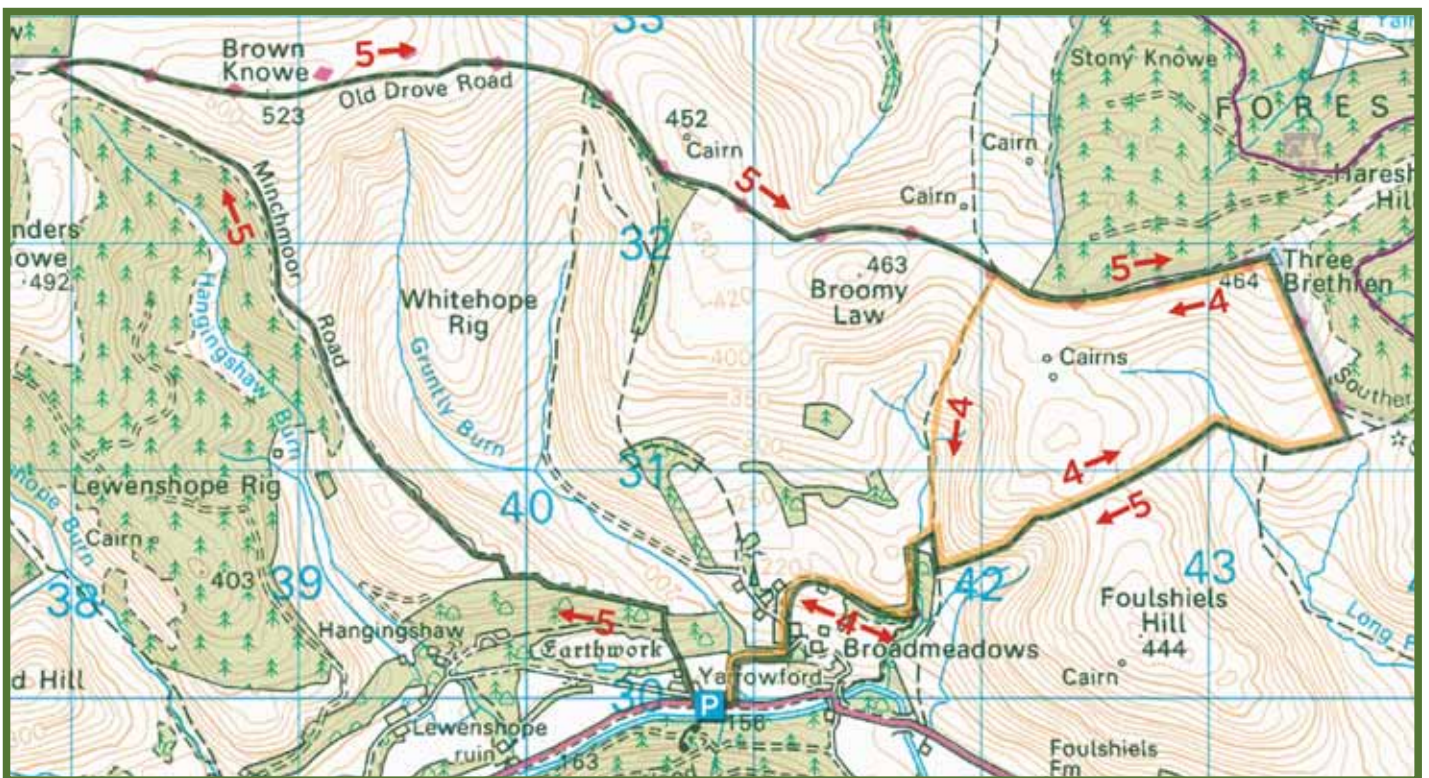 33
Brown
Knowe
5
Old Drove Road
523
Stony Knowe
FOREST
452
Cairn
Cairn
Cairn
Minchmoor
Road
5
5
32
Hill
492
Hangingshaw
Burn
Whitehope
Rig
Gruntly Burn
463
Broomy
Law
5
4
464
Three
Brethren
420
400
Cairns
4
4
5
31
40
Lewenshope Rig
Cairn
403
38
39
42
43
Foulshiels
Hill
444
Cairn
Hangingshaw
5
Earthwork
4
Broadmeadows
Yarrowford
30
P
156
d Hill
Lewenshope
ruin
163
Foulshiels
Fm